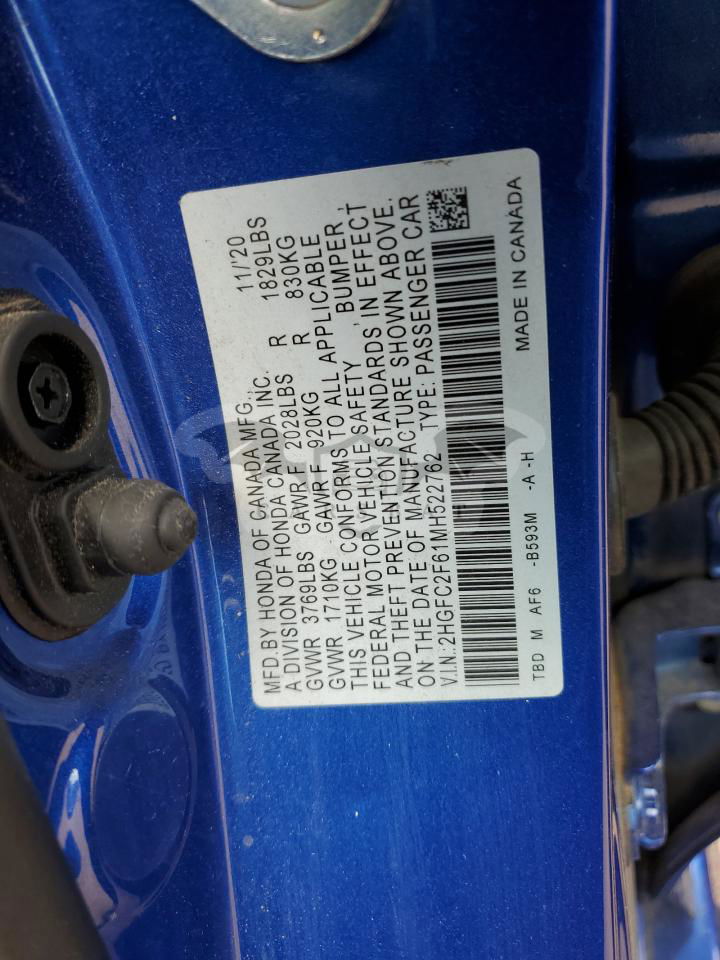 MFD.BY HONDA OF CANADA MFG., 11/'20
A DIVISION OF HONDA CANADA INC.
GVWR 3769LBS GAWR F 2028LBS R 1829LBS
GVWR 1710KG GAWR F 920KG R 830KG
THIS VEHICLE CONFORMS TO ALL APPLICABLE
FEDERAL MOTOR VEHICLE SAFETY , BUMPER ,
AND THEFT PREVENTION STANDARDS IN EFFECT
ON THE DATE OF MANUFACTURE SHOWN ABOVE.
V.I.N.:2HGFC2F61MH522762 TYPE: PASSENGER CAR
TBD M AF6 -B593M -A -H MADE IN CANADA